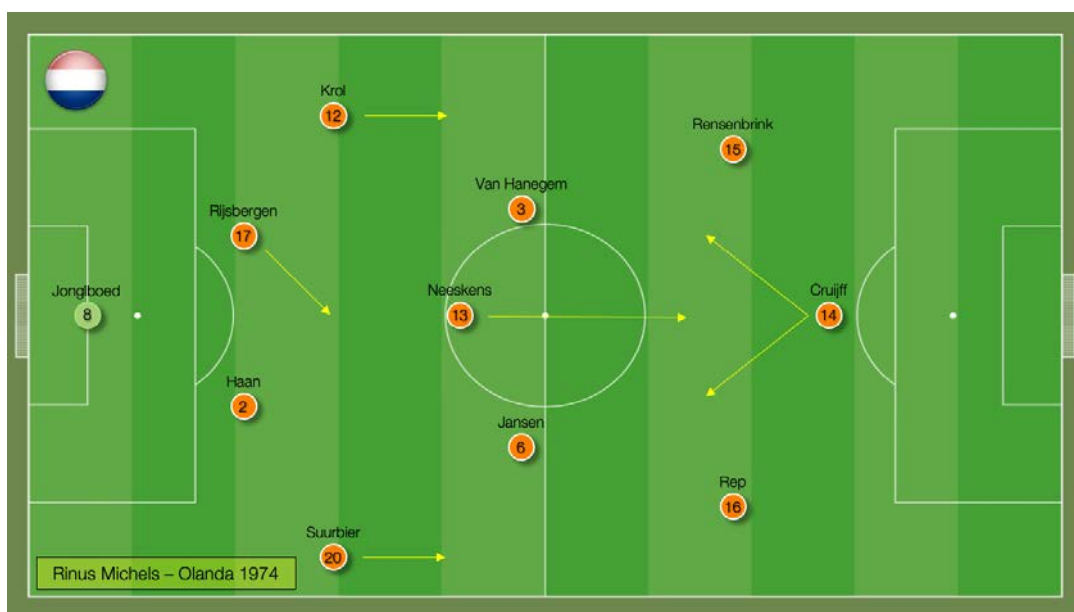 Krol
12
Rensenbrink
15
Van Hanegem
3
Rijsbergen
17
Jonglboed
8
Neeskens
13
Cruijff
14
Haan
2
Jansen
6
Rep
16
Suurbier
20
Rinus Michels – Olanda 1974